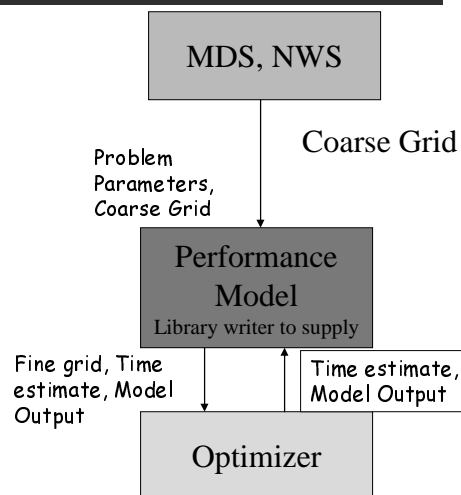 MDS, NWS
Coarse Grid
Problem
Parameters,
Coarse Grid
Performance
Model
Library writer to supply
Fine grid, Time
estimate, Model
Output
Time estimate,
Model Output
Optimizer